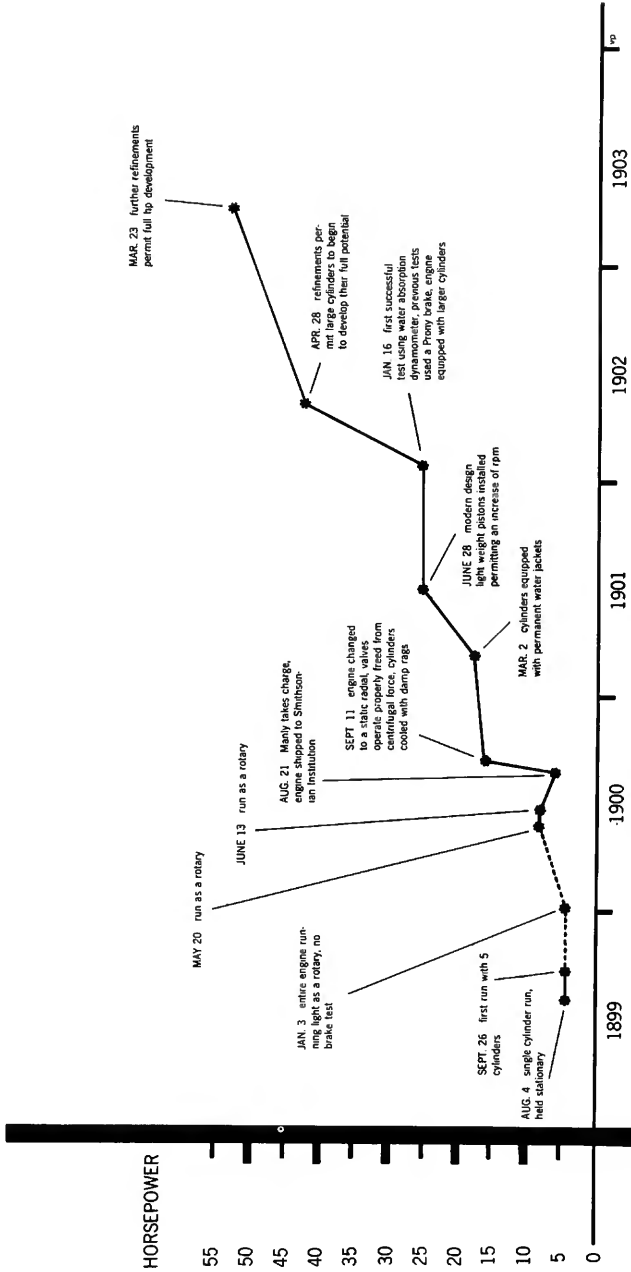 HORSEPOWER
55
50
45
40
35
30
25
20
15
10
5
0
AUG. 4 single cylinder run,
held stationary
SEPT. 26 first run with 5
cylinders
JAN. 3 entire engine run-
ning light as a rotary, no
brake test
MAY 20 run as a rotary
JUNE 13 run as a rotary
AUG. 21 Manly takes charge,
engine shipped to Smithson-
ian Institution
SEPT 11 engine changed
to a static radial, valves
operate properly freed from
centrifugal force, cylinders
cooled with damp rags
MAR. 2 cylinders equipped
with permanent water jackets
JUNE 28 modern design
light weight pistons installed
permitting an increase of rpm
JAN. 16 first successful
test using water absorption
dynamometer, previous tests
used a Prony brake, engine
equipped with larger cylinders
APR. 28 refinements per-
mit large cylinders to begin
to develop their full potential
MAR. 23 further refinements
permit full hp development
1899
1900
1901
1902
1903